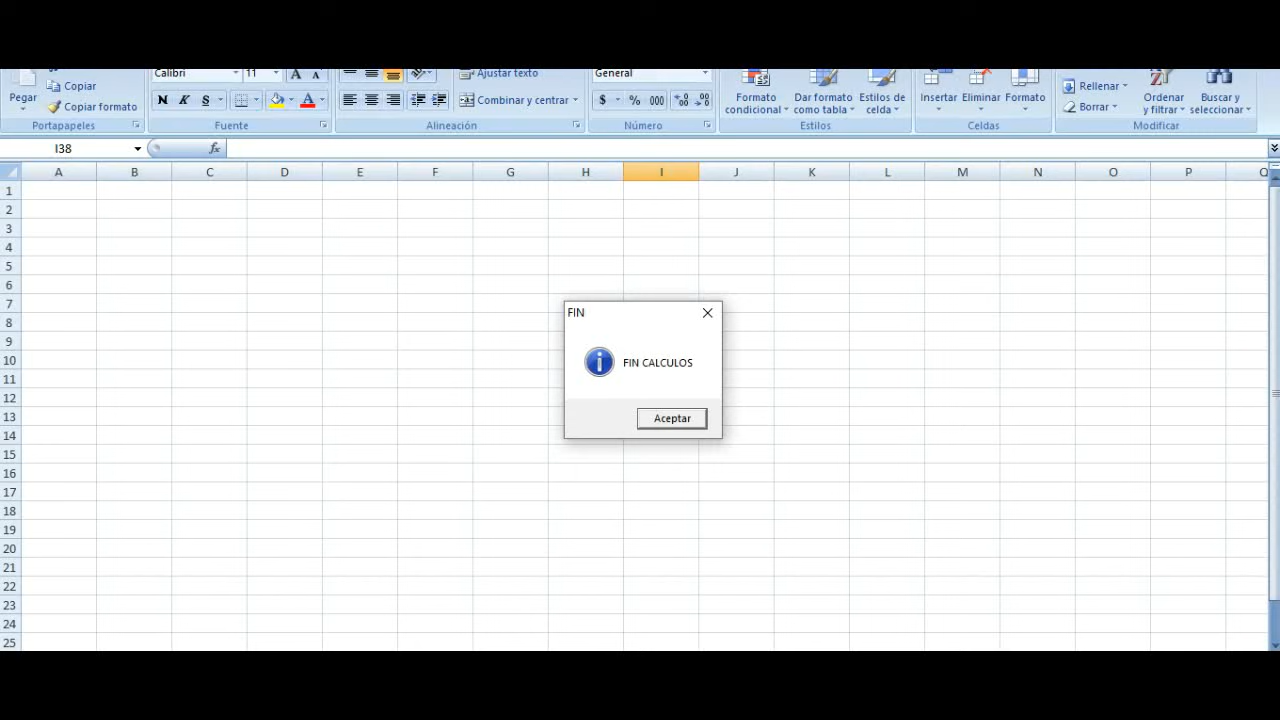 Calibri 11 A A Ajustar texto General
Copiar
Pegar
Copiar formato
N K S A
Combinar y centrar
$ % 000
Formato condicional
Dar formato como tabla
Estilos de celda
Insertar Eliminar Formato
Rellenar
Borrar
Ordenar y filtrar
Buscar y seleccionar
Portapapeles Fuente Alineación Número Estilos Celdas Modificar
I38 fx
A B C D E F G H I J K L M N O P Q
1
2
3
4
5
6
7
8
9
10
11
12
13
14
15
16
17
18
19
20
21
22
23
24
25
FIN
FIN CALCULOS
Aceptar